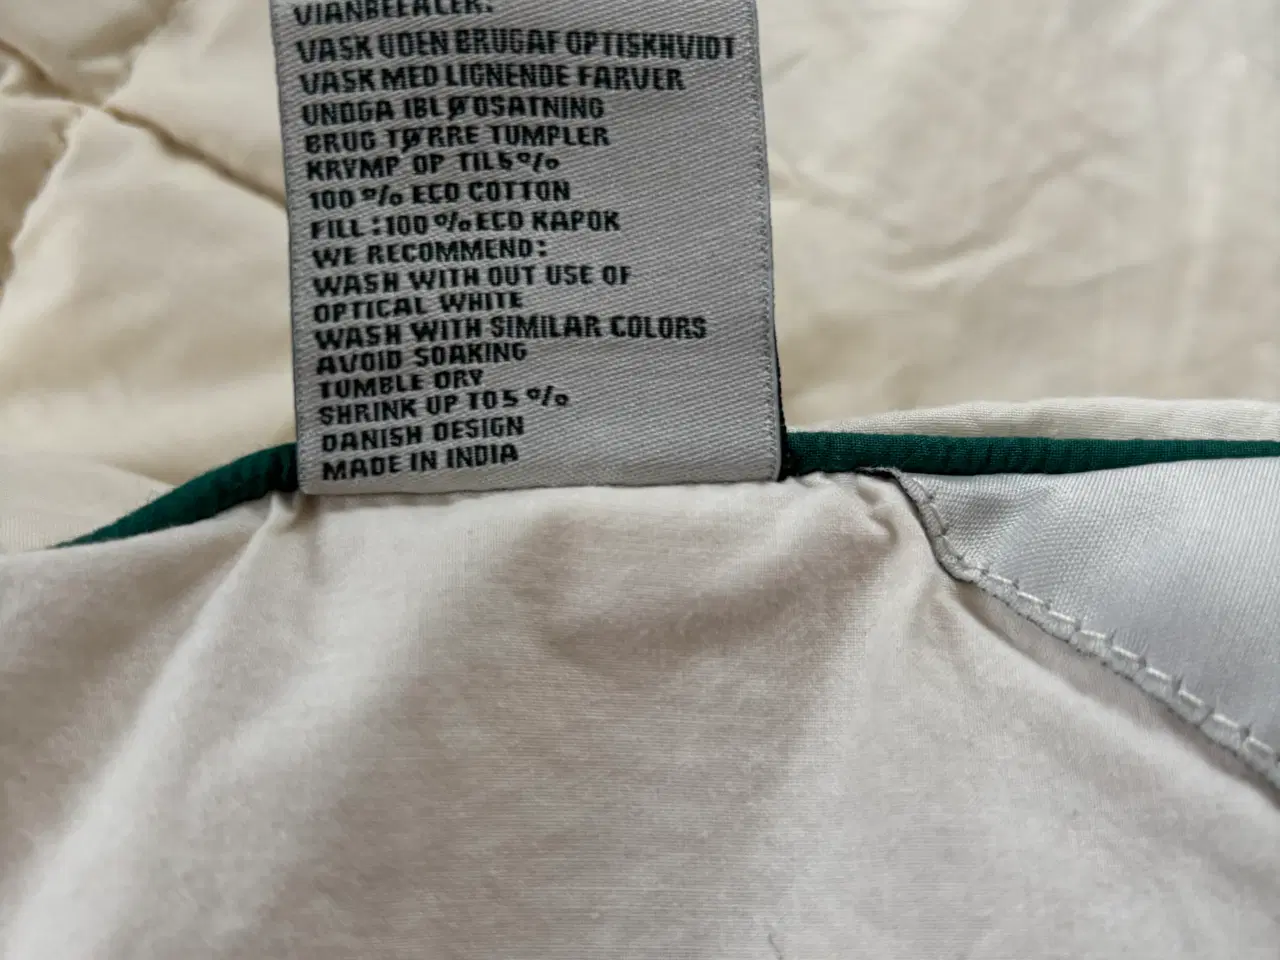 VIANBEFALER:
VASK UDEN BRUGAF OPTISKHVIDT
VASK MED LIGNENDE FARVER
UNDGA IBLØDSATNING
BRUG TØRRE TUMPLER
KRYMP OP TIL5%
100 % ECO COTTON
FILL :100 % ECO KAPOK
WE RECOMMEND:
WASH WITH OUT USE OF
OPTICAL WHITE
WASH WITH SIMILAR COLORS
AVOID SOAKING
TUMBLE DRY
SHRINK UP TO 5 %
DANISH DESIGN
MADE IN INDIA